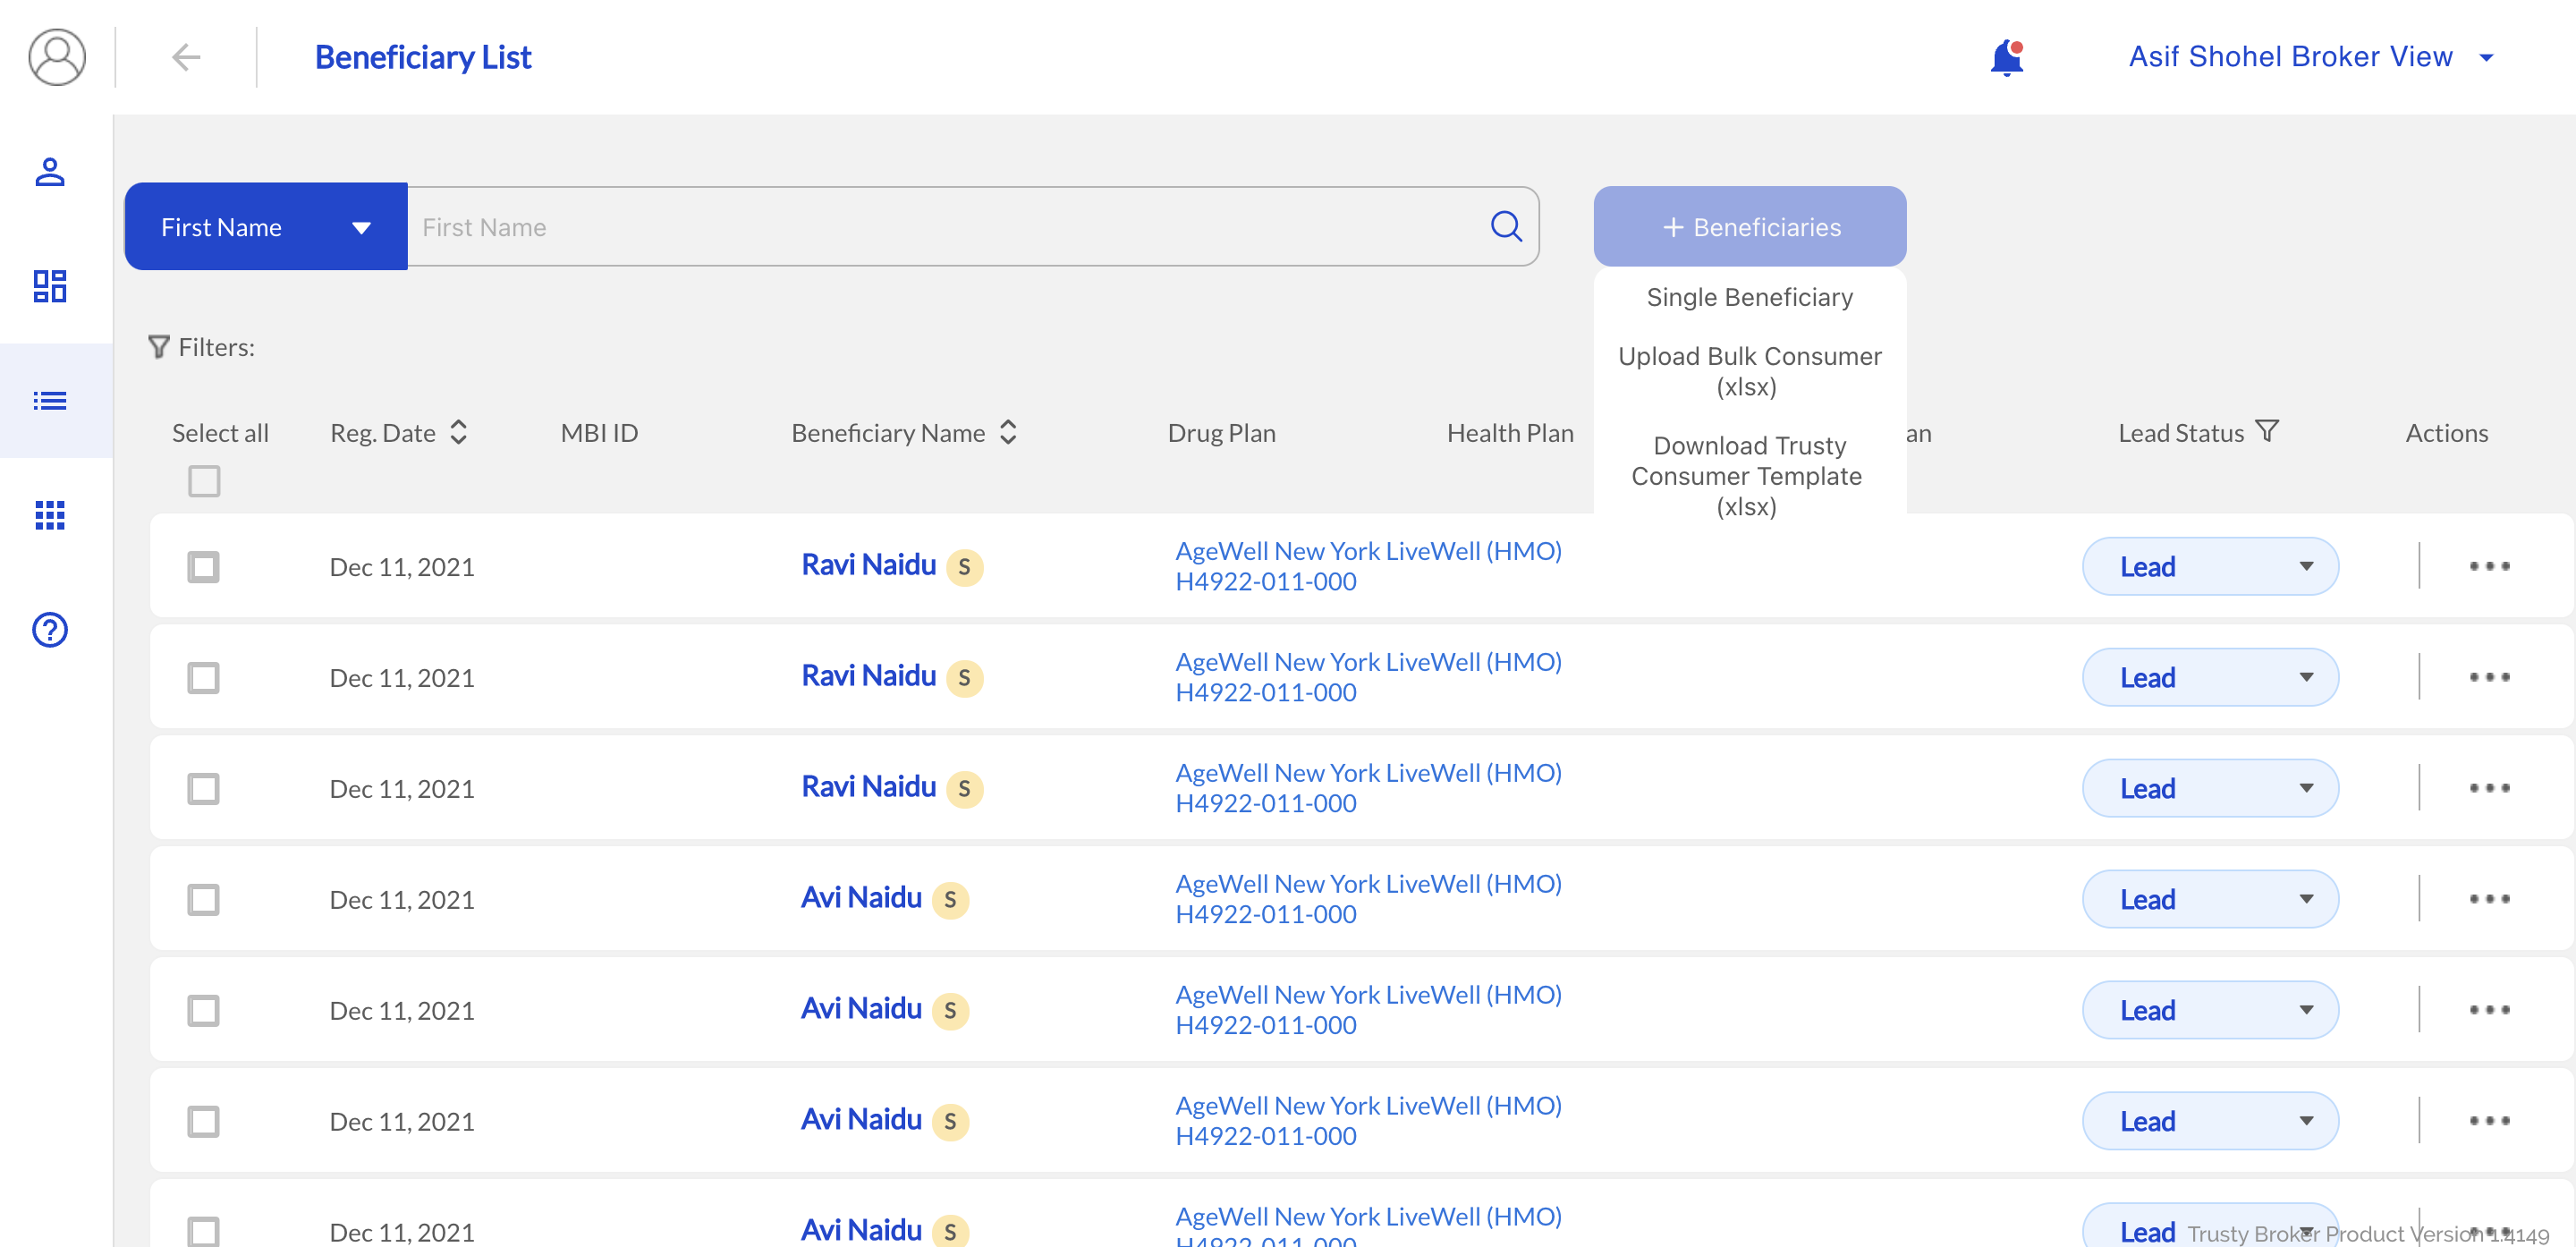 Beneficiary List
Asif Shohel Broker View
First Name
First Name
+ Beneficiaries
Single Beneficiary
Upload Bulk Consumer
(xlsx)
Download Trusty
Consumer Template
(xlsx)
Filters:
Select all
Reg. Date
MBI ID
Beneficiary Name
Drug Plan
Health Plan
an
Lead Status
Actions
Dec 11, 2021
Ravi Naidu S
AgeWell New York LiveWell (HMO)
H4922-011-000
Lead
Dec 11, 2021
Ravi Naidu S
AgeWell New York LiveWell (HMO)
H4922-011-000
Lead
Dec 11, 2021
Ravi Naidu S
AgeWell New York LiveWell (HMO)
H4922-011-000
Lead
Dec 11, 2021
Avi Naidu S
AgeWell New York LiveWell (HMO)
H4922-011-000
Lead
Dec 11, 2021
Avi Naidu S
AgeWell New York LiveWell (HMO)
H4922-011-000
Lead
Dec 11, 2021
Avi Naidu S
AgeWell New York LiveWell (HMO)
H4922-011-000
Lead
Dec 11, 2021
Avi Naidu S
AgeWell New York LiveWell (HMO)
H4922-011-000
Lead
Trusty Broker Product Version 1.4149